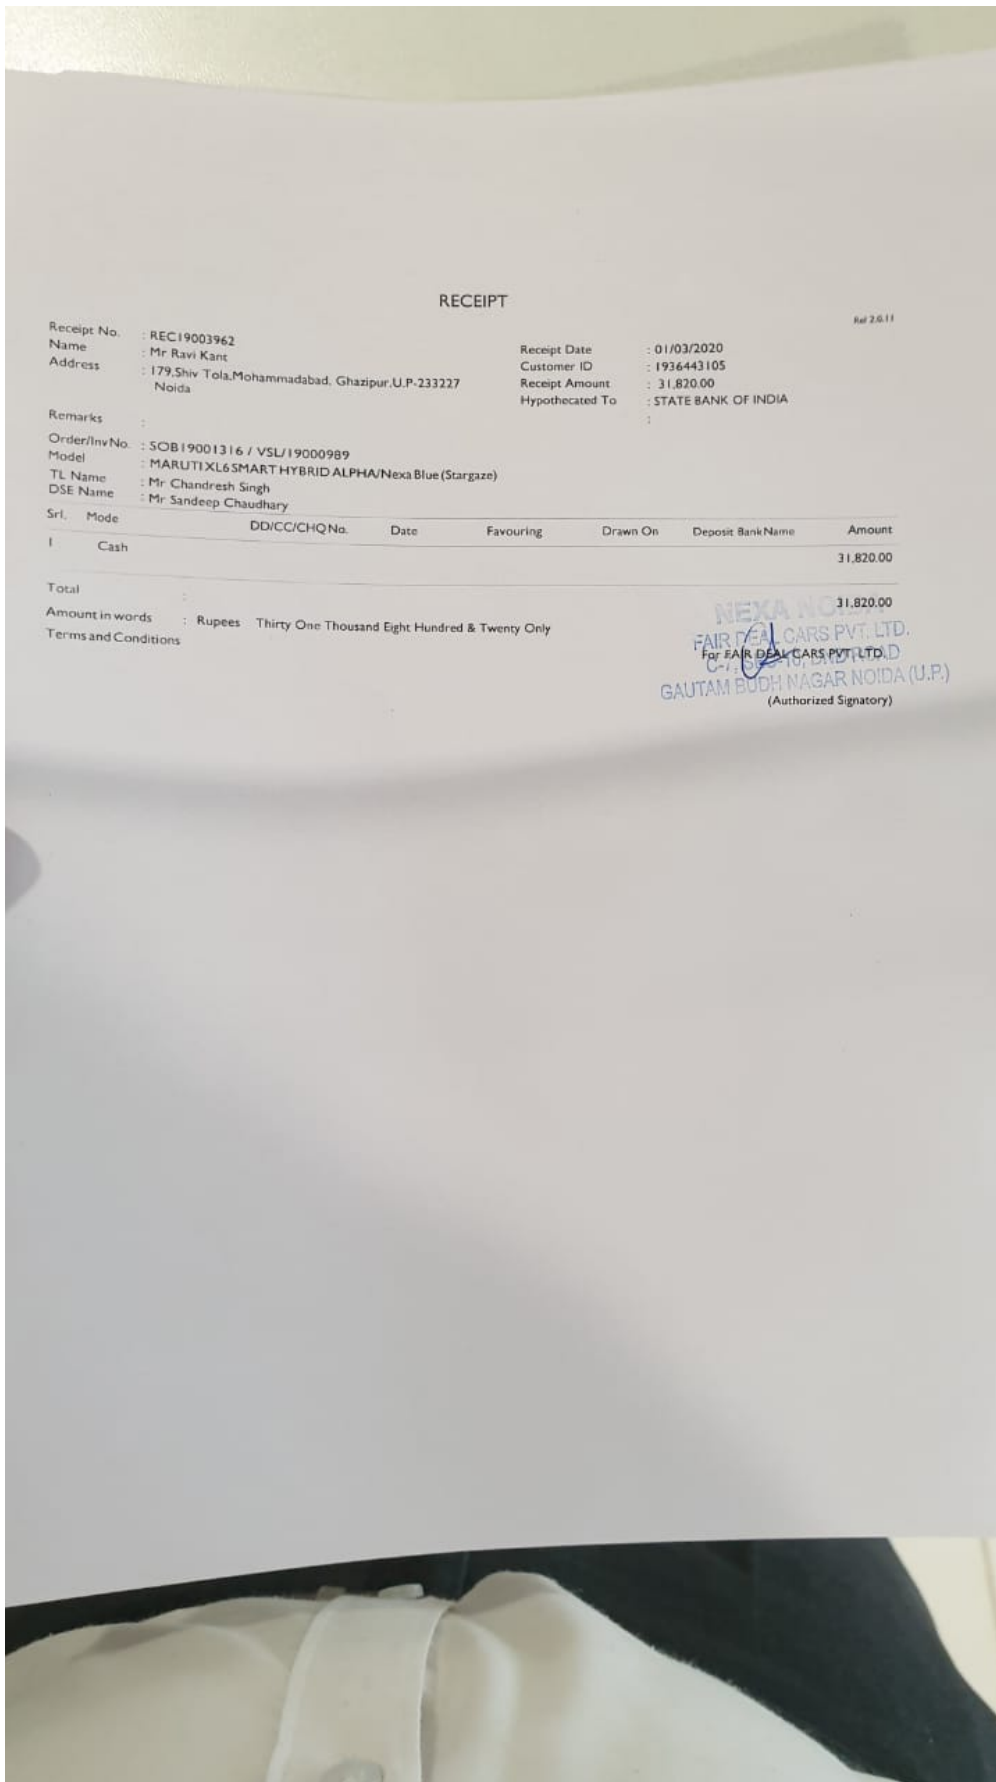 RECEIPT
Ref 2.0.11
Receipt No. : REC19003962
Name : Mr Ravi Kant
Address : 179,Shiv Tola,Mohammadabad, Ghazipur,U.P-233227
Noida
Receipt Date : 01/03/2020
Customer ID : 1936443105
Receipt Amount : 31,820.00
Hypothecated To : STATE BANK OF INDIA
:
Remarks :
Order/Inv No. : SOB19001316 / VSL/19000989
Model : MARUTI XL6 SMART HYBRID ALPHA/Nexa Blue (Stargaze)
TL Name : Mr Chandresh Singh
DSE Name : Mr Sandeep Chaudhary
Srl. Mode DD/CC/CHQ No. Date Favouring Drawn On Deposit Bank Name Amount
1 Cash 31,820.00
Total : 31,820.00
Amount in words : Rupees Thirty One Thousand Eight Hundred & Twenty Only
Terms and Conditions
NEXA NOIDA
FAIR DEAL CARS PVT. LTD.
For FAIR DEAL CARS PVT. LTD.
ROAD
GAUTAM BUDH NAGAR NOIDA (U.P.)
(Authorized Signatory)